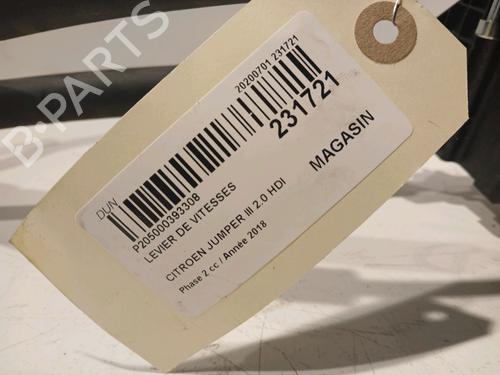 B-PARTS
20200701 231721
231721
DUN
P205000393308
LEVIER DE VITESSES
MAGASIN
CITROEN JUMPER III 2.0 HDI
Phase 2 cc / Année 2018